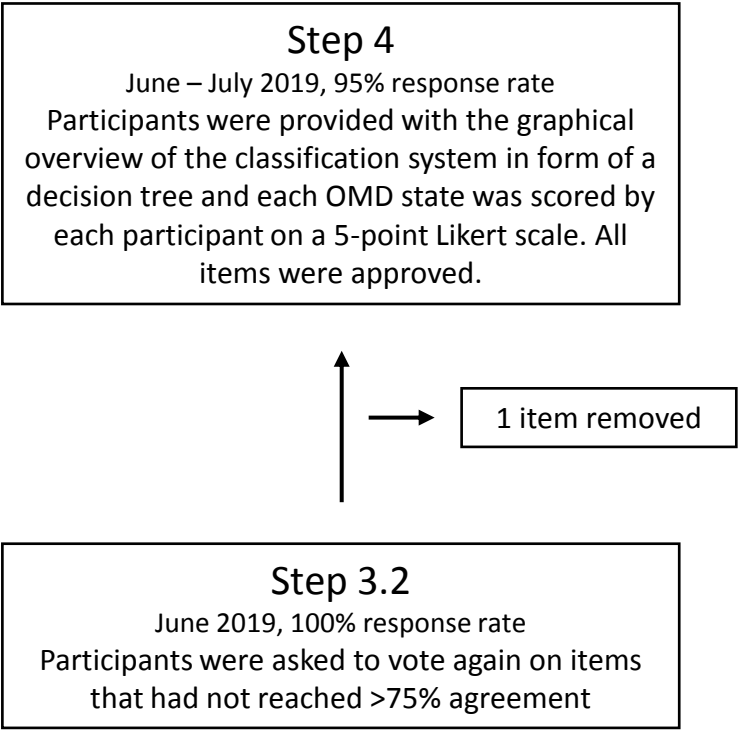 Step 4
June – July 2019, 95% response rate
Participants were provided with the graphical
overview of the classification system in form of a
decision tree and each OMD state was scored by
each participant on a 5-point Likert scale. All
items were approved.
1 item removed
Step 3.2
June 2019, 100% response rate
Participants were asked to vote again on items
that had not reached >75% agreement